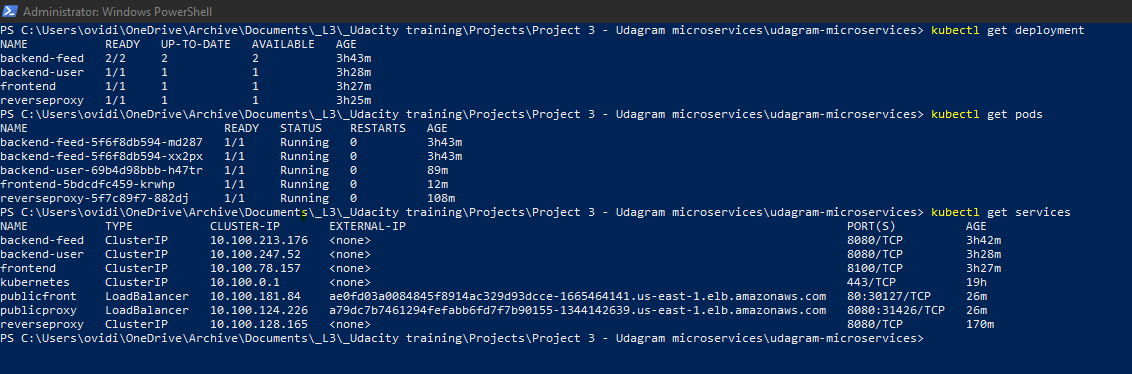 Administrator: Windows PowerShell
PS C:\Users\ovidi\OneDrive\Archive\Documents\_L3\_Udacity training\Projects\Project 3 - Udagram microservices\udagram-microservices> kubectl get deployment
NAME READY UP-TO-DATE AVAILABLE AGE
backend-feed 2/2 2 2 3h43m
backend-user 1/1 1 1 3h28m
frontend 1/1 1 1 3h27m
reverseproxy 1/1 1 1 3h25m
PS C:\Users\ovidi\OneDrive\Archive\Documents\_L3\_Udacity training\Projects\Project 3 - Udagram microservices\udagram-microservices> kubectl get pods
NAME READY STATUS RESTARTS AGE
backend-feed-5f6f8db594-md287 1/1 Running 0 3h43m
backend-feed-5f6f8db594-xx2px 1/1 Running 0 3h43m
backend-user-69b4d98bbb-h47tr 1/1 Running 0 89m
frontend-5bdcdfc459-krwhp 1/1 Running 0 12m
reverseproxy-5f7c89f7-882dj 1/1 Running 0 108m
PS C:\Users\ovidi\OneDrive\Archive\Documents\_L3\_Udacity training\Projects\Project 3 - Udagram microservices\udagram-microservices> kubectl get services
NAME TYPE CLUSTER-IP EXTERNAL-IP PORT(S) AGE
backend-feed ClusterIP 10.100.213.176 <none> 8080/TCP 3h42m
backend-user ClusterIP 10.100.247.52 <none> 8080/TCP 3h28m
frontend ClusterIP 10.100.78.157 <none> 8100/TCP 3h27m
kubernetes ClusterIP 10.100.0.1 <none> 443/TCP 19h
publicfront LoadBalancer 10.100.181.84 ae0fd03a0084845f8914ac329d93dcce-1665464141.us-east-1.elb.amazonaws.com 80:30127/TCP 26m
publicproxy LoadBalancer 10.100.124.226 a79dc7b7461294fefabb6fd7f7b90155-1344142639.us-east-1.elb.amazonaws.com 8080:31426/TCP 26m
reverseproxy ClusterIP 10.100.128.165 <none> 8080/TCP 170m
PS C:\Users\ovidi\OneDrive\Archive\Documents\_L3\_Udacity training\Projects\Project 3 - Udagram microservices\udagram-microservices>